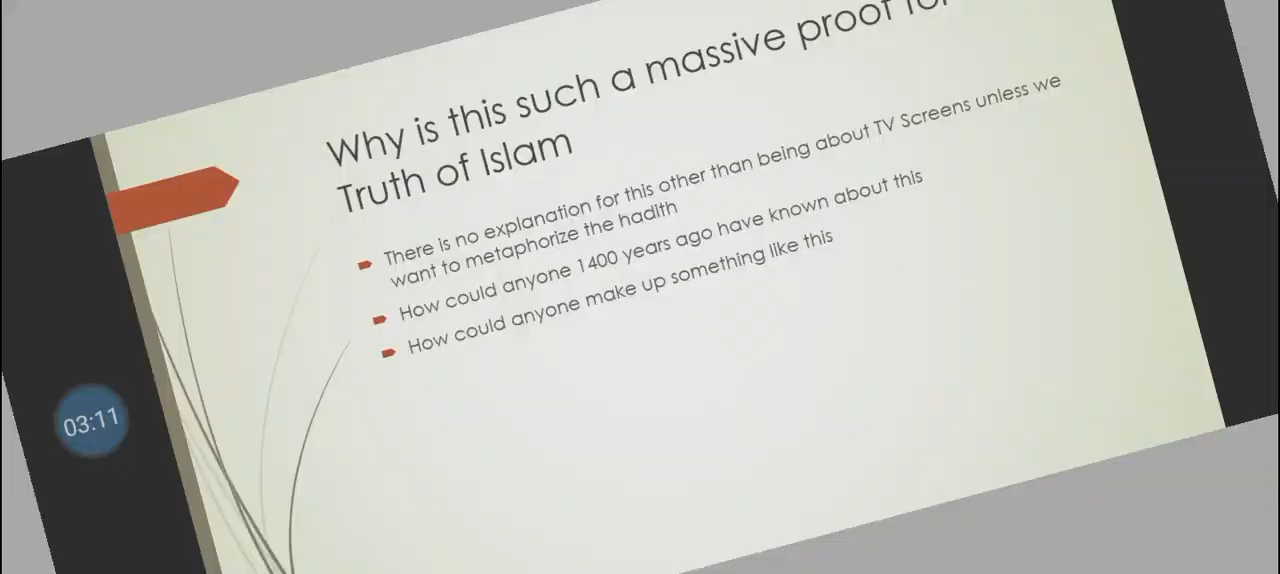 Why is this such a massive proof for
Truth of Islam
There is no explanation for this other than being about TV Screens unless we
want to metaphorize the hadith
How could anyone 1400 years ago have known about this
How could anyone make up something like this
03:11